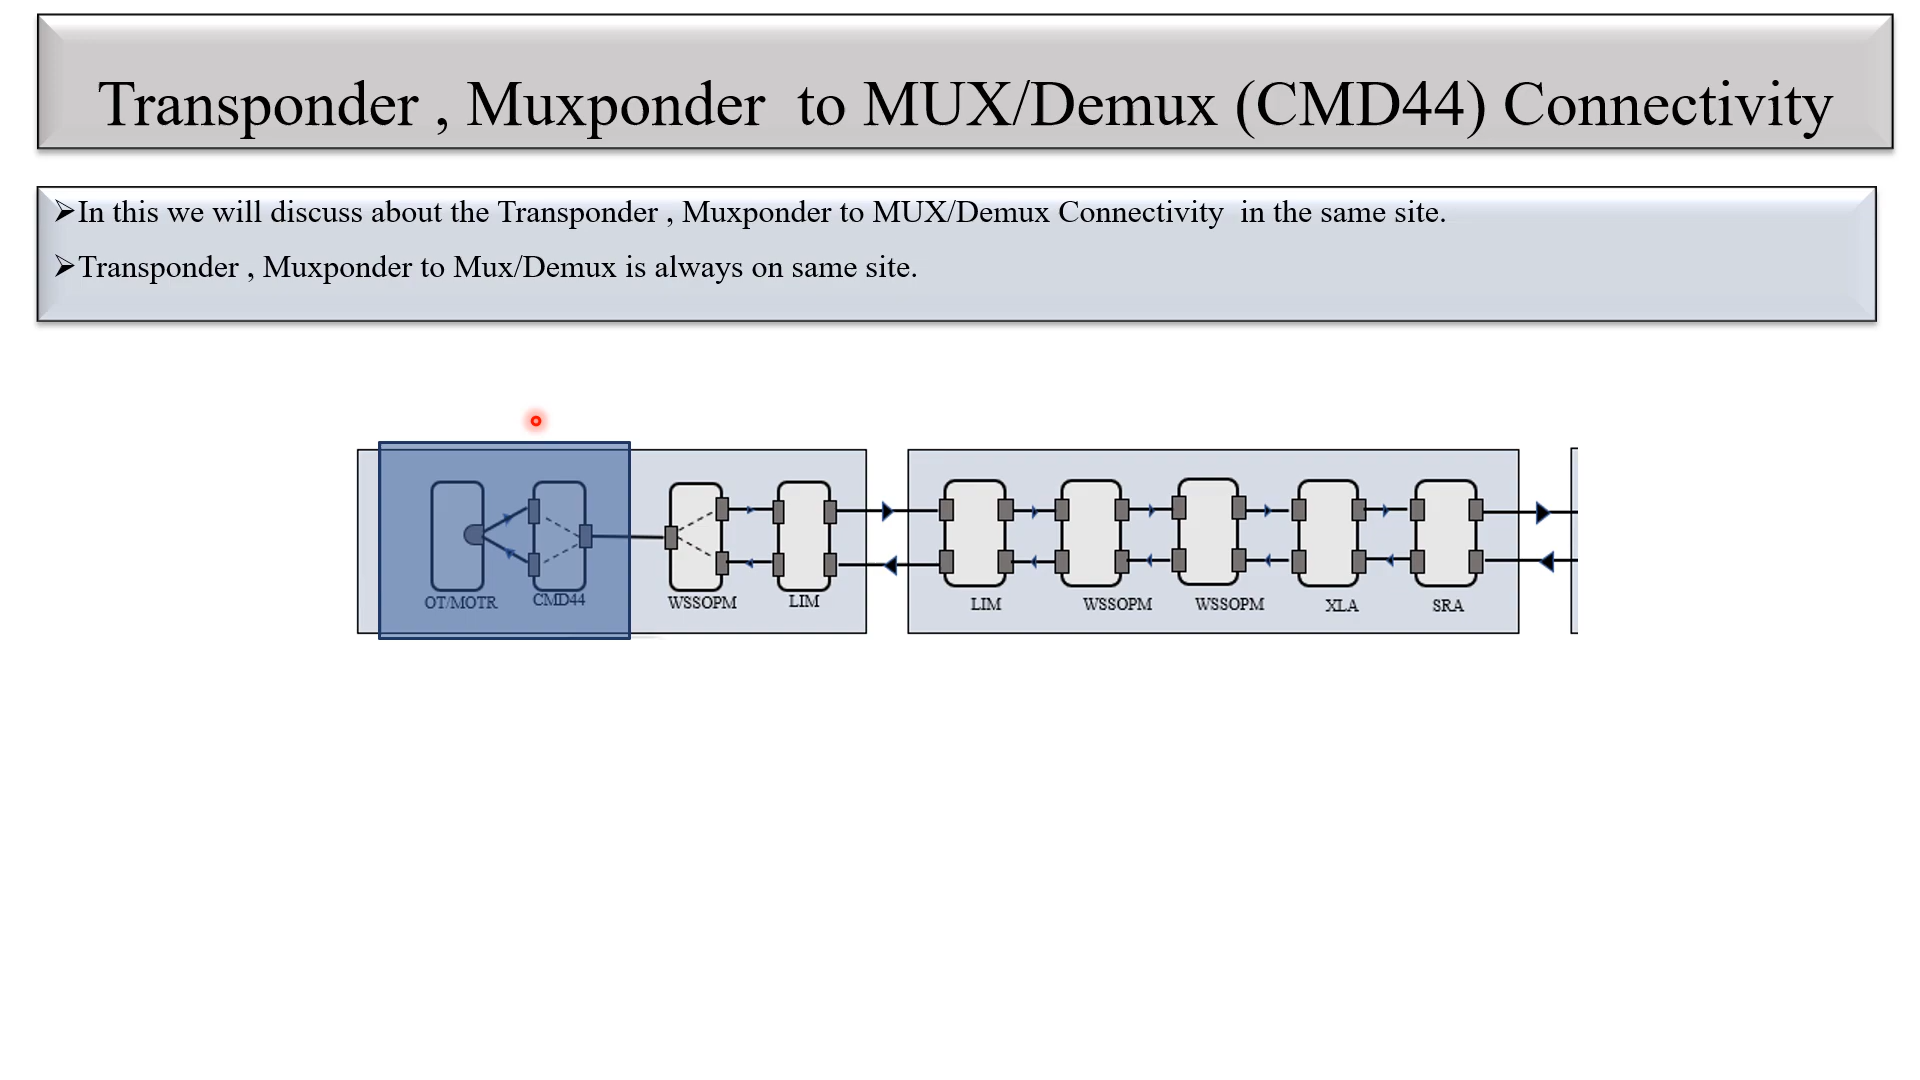 Transponder , Muxponder  to MUX/Demux (CMD44) Connectivity
➢In this we will discuss about the Transponder , Muxponder to MUX/Demux Connectivity  in the same site.
➢Transponder , Muxponder to Mux/Demux is always on same site.
OT/MOTR CMD44 WSSOPM LIM LIM WSSOPM WSSOPM XLA SRA